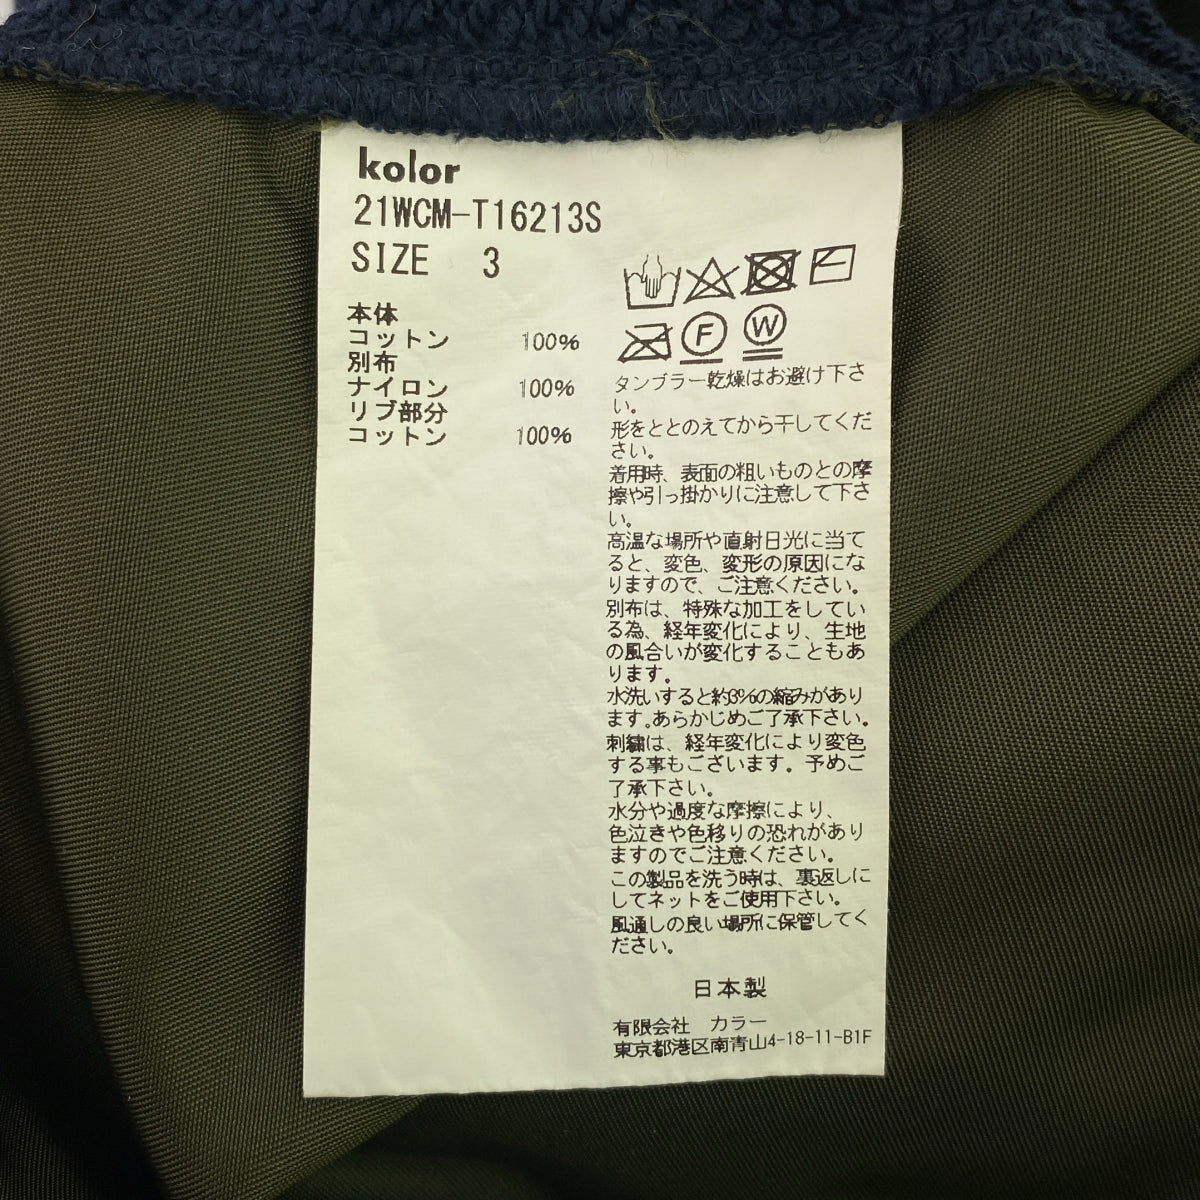 kolor
21WCM-T16213S
SIZE 3
本体
コットン 100%
別布
ナイロン 100%
リブ部分
コットン 100%
F
W
タンブラー乾燥はお避け下さ
い。
形をととのえてから干してくだ
さい。
着用時、表面の粗いものとの摩
擦や引っ掛かりに注意して下さ
い。
高温な場所や直射日光に当て
ると、変色、変形の原因にな
りますので、ご注意ください。
別布は、特殊な加工をしてい
る為、経年変化により、生地
の風合いが変化することもあ
ります。
水洗いすると約3%の縮みがあり
ます。あらかじめご了承下さい。
刺繍は、経年変化により変色
する事もございます。予めご
了承下さい。
水分や過度な摩擦により、
色泣きや色移りの恐れがあり
ますのでご注意ください。
この製品を洗う時は、裏返しに
してネットをご使用下さい。
風通しの良い場所に保管してく
ださい。
日本製
有限会社 カラー
東京都港区南青山4-18-11-B1F